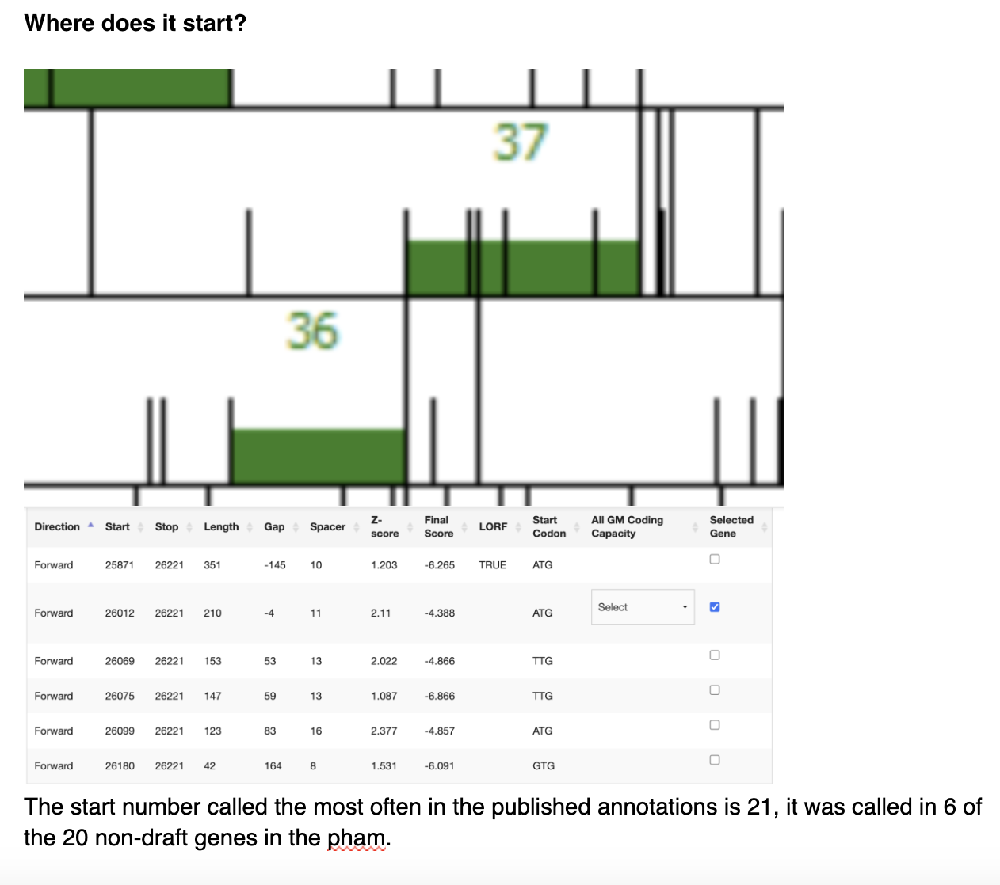 Where does it start?
37
36
Direction Start Stop Length Gap Spacer Z-score Final Score LORF Start Codon All GM Coding Capacity Selected Gene
Forward 25871 26221 351 -145 10 1.203 -6.265 TRUE ATG
Forward 26012 26221 210 -4 11 2.11 -4.388 ATG Select
Forward 26069 26221 153 53 13 2.022 -4.866 TTG
Forward 26075 26221 147 59 13 1.087 -6.866 TTG
Forward 26099 26221 123 83 16 2.377 -4.857 ATG
Forward 26180 26221 42 164 8 1.531 -6.091 GTG
The start number called the most often in the published annotations is 21, it was called in 6 of
the 20 non-draft genes in the pham.